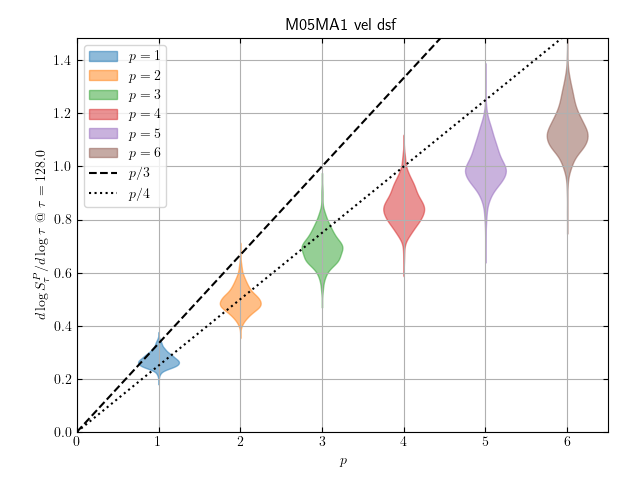 M05MA1 vel dsf
p = 1
p = 2
p = 3
p = 4
p = 5
p = 6
p/3
p/4
d log S_τ^P / d log τ @ τ = 128.0
1.4
1.2
1.0
0.8
0.6
0.4
0.2
0.0
0 1 2 3 4 5 6
p